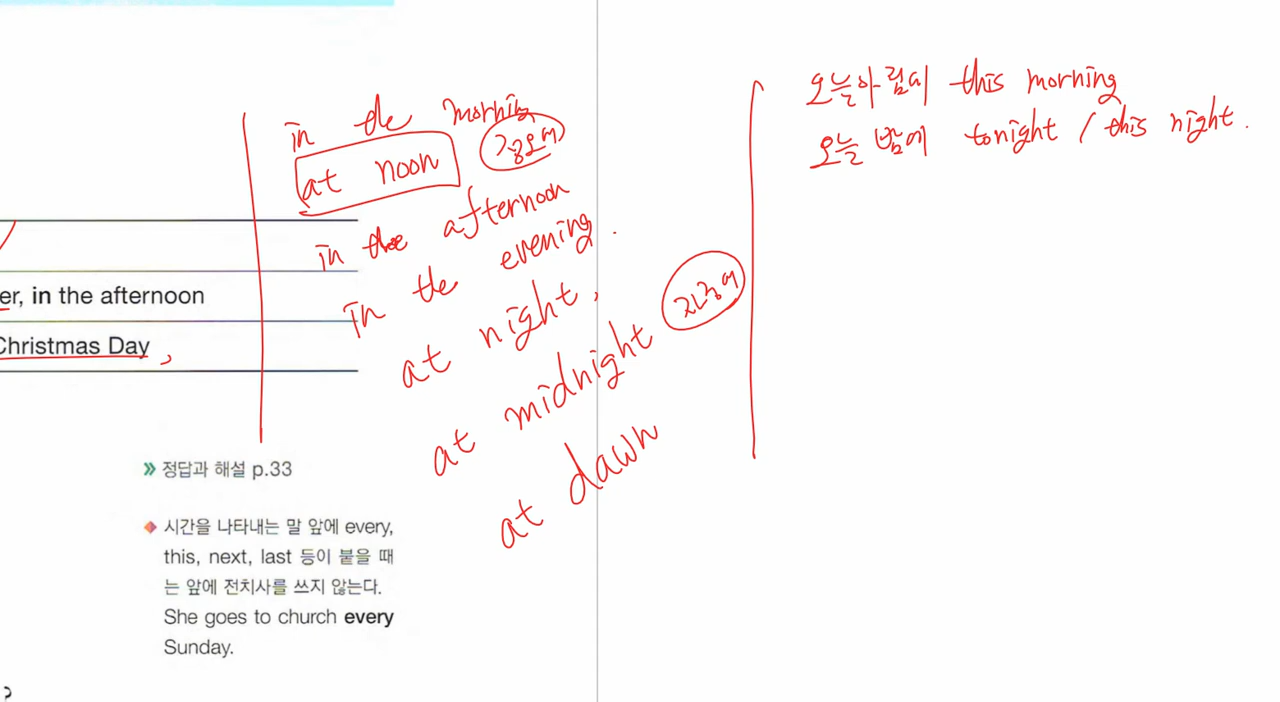 in the morning
at noon 정오에
in the afternoon
in the evening.
at night,
at midnight 자정에
at dawn
오늘아침에 this morning
오늘 밤에 tonight / this night.
er, in the afternoon
Christmas Day,
» 정답과 해설 p.33
시간을 나타내는 말 앞에 every,
this, next, last 등이 붙을 때
는 앞에 전치사를 쓰지 않는다.
She goes to church every
Sunday.